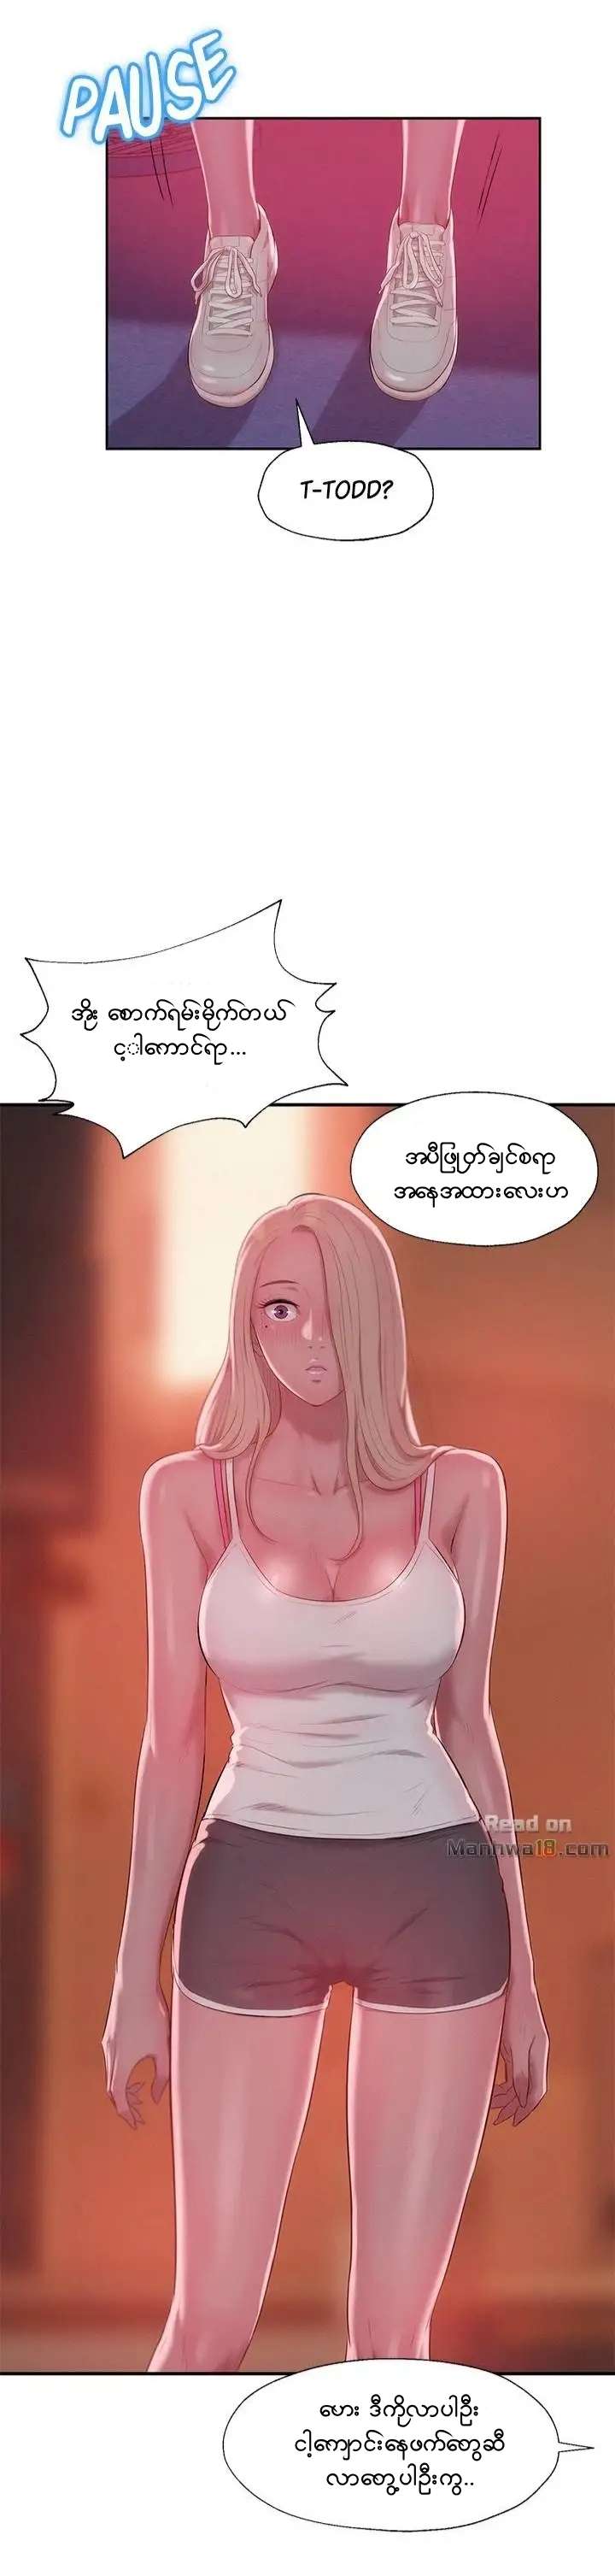 PAUSE
T-TODD?
အိုး စောက်ရမ်းမိုက်တယ်
ငါ့ကောင်ရာ...
အပီဖြုတ်ချင်စရာ
အနေအထားလေးဟ
Read on
Manhwa18.com
ဟေး ဒီကိုလာပါဦး
ငါ့ကျောင်းနေဖက်တွေဆီ
လာတွေ့ပါဦးကွ..